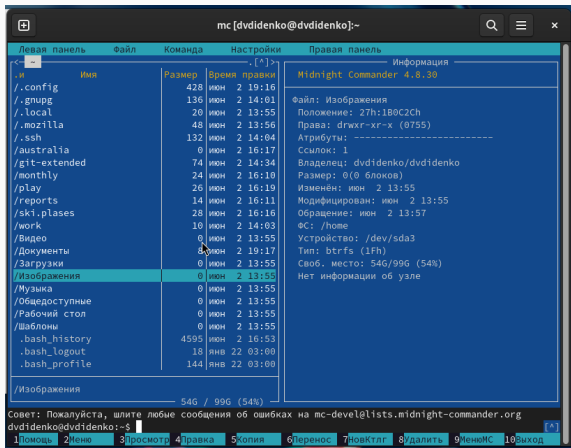 mc [dvdidenko@dvdidenko]:~
Левая панель Файл Команда Настройки Правая панель
<- ~ .[^]>
.и Имя Размер Время правки
/.config 428 июн 2 19:16
/.gnupg 136 июн 2 14:01
/.local 20 июн 2 13:55
/.mozilla 48 июн 2 13:56
/.ssh 132 июн 2 14:04
/australia 0 июн 2 16:17
/git-extended 74 июн 2 14:34
/monthly 24 июн 2 16:10
/play 26 июн 2 16:19
/reports 14 июн 2 16:11
/ski.plases 28 июн 2 16:16
/work 10 июн 2 14:03
/Видео 0 июн 2 13:55
/Документы 8 июн 2 19:17
/Загрузки 0 июн 2 13:55
/Изображения 0 июн 2 13:55
/Музыка 0 июн 2 13:55
/Общедоступные 0 июн 2 13:55
/Рабочий стол 0 июн 2 13:55
/Шаблоны 0 июн 2 13:55
.bash_history 4595 июн 2 16:53
.bash_logout 18 янв 22 03:00
.bash_profile 144 янв 22 03:00
/Изображения
54G / 99G (54%)
Информация
Midnight Commander 4.8.30
Файл: Изображения
Положение: 27h:1B0C2Ch
Права: drwxr-xr-x (0755)
Атрибуты: ------------------------
Ссылок: 1
Владелец: dvdidenko/dvdidenko
Размер: 0(0 блоков)
Изменён: июн 2 13:55
Модифицирован: июн 2 13:55
Обращение: июн 2 13:57
ФС: /home
Устройство: /dev/sda3
Тип: btrfs (1Fh)
Своб. место: 54G/99G (54%)
Нет информации об узле
Совет: Пожалуйста, шлите любые сообщения об ошибках на mc-devel@lists.midnight-commander.org
dvdidenko@dvdidenko:~$ [^]
1Помощь 2Меню 3Просмотр 4Правка 5Копия 6Перенос 7НовКтлг 8Удалить 9МенюMC 10Выход